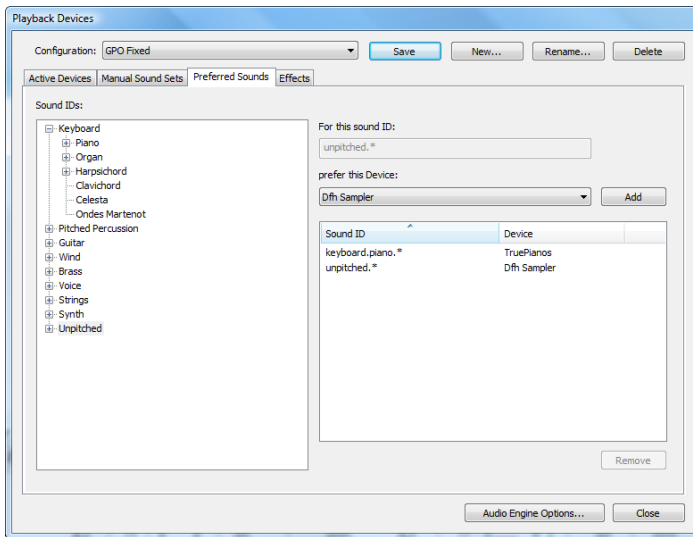 Playback Devices
Configuration: GPO Fixed Save New... Rename... Delete
Active Devices Manual Sound Sets Preferred Sounds Effects
Sound IDs:
Keyboard
Piano
Organ
Harpsichord
Clavichord
Celesta
Ondes Martenot
Pitched Percussion
Guitar
Wind
Brass
Voice
Strings
Synth
Unpitched
For this sound ID:
unpitched.*
prefer this Device:
Dfh Sampler Add
Sound ID Device
keyboard.piano.* TruePianos
unpitched.* Dfh Sampler
Remove
Audio Engine Options... Close